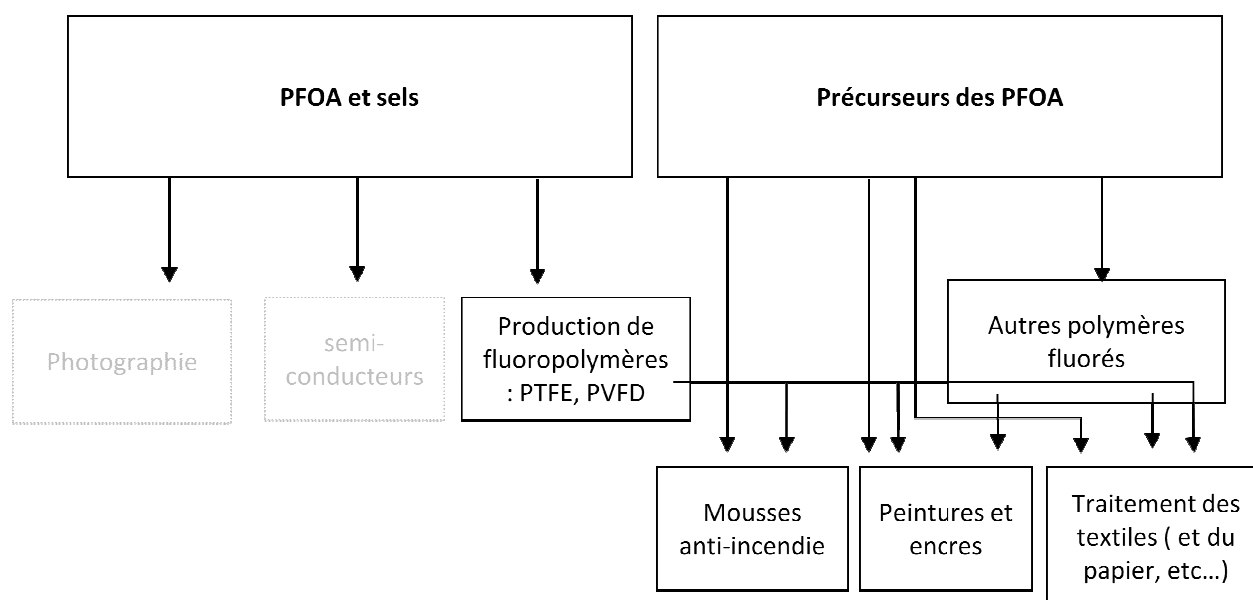 PFOA et sels
Précurseurs des PFOA
Photographie
semi-
conducteurs
Production de
fluoropolymères
: PTFE, PVFD
Autres polymères
fluorés
Mousses
anti-incendie
Peintures et
encres
Traitement des
textiles ( et du
papier, etc…)